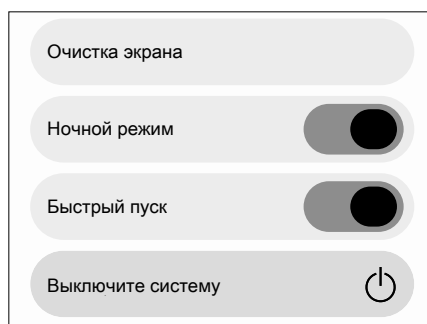 Очистка экрана
Ночной режим
Быстрый пуск
Выключите систему